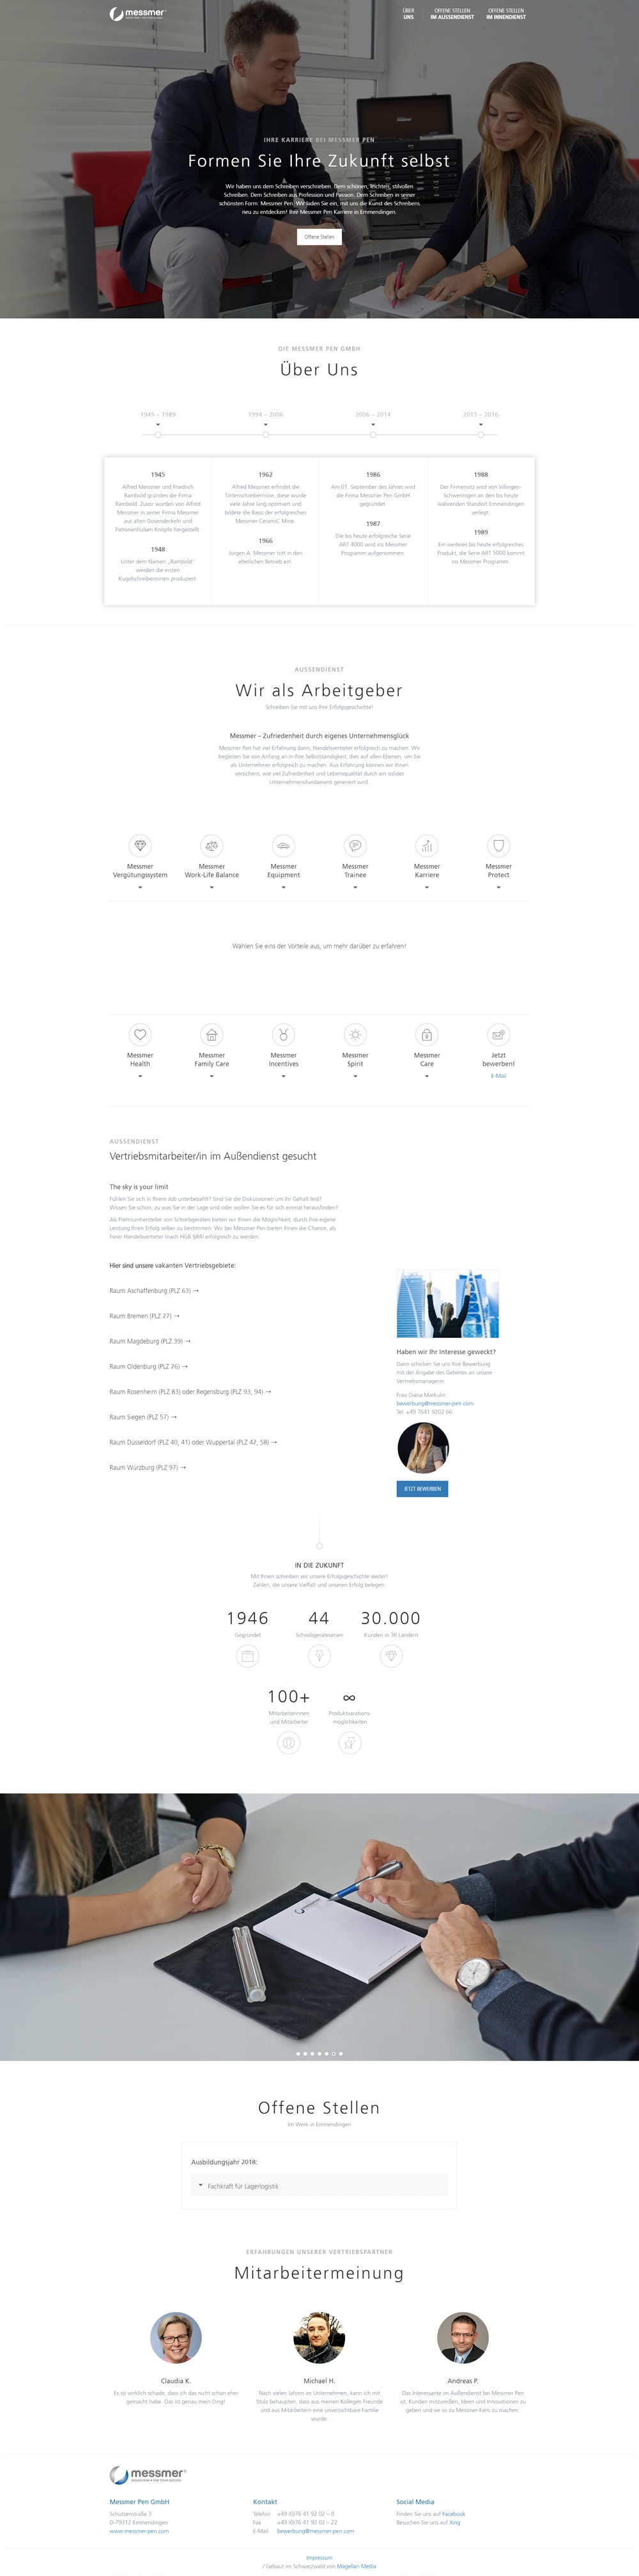 messmer
ÜBER
UNS
OFFENE STELLEN
IM AUSSENDIENST
OFFENE STELLEN
IM INNENDIENST
IHRE KARRIERE BEI MESSMER PEN
Formen Sie Ihre Zukunft selbst
Wir haben uns dem Schreiben verschrieben. Dem schönen, leichten, stilvollen
Schreiben. Dem Schreiben aus Profession und Passion. Dem Schreiben in seiner
schönsten Form: Messmer Pen. Wir laden Sie ein, mit uns die Kunst des Schreibens
neu zu entdecken! Ihre Messmer Pen Karriere in Emmendingen.
Offene Stellen
DIE MESSMER PEN GMBH
Über Uns
1945 – 1989
1994 – 2006
2006 – 2014
2015 – 2016
1945
Alfred Messmer und Friedrich
Rambold gründen die Firma
Rambold. Zuvor wurden von Alfred
Messmer in seiner Firma Messmer
aus alten Dosendeckeln und
Patronenhülsen Knöpfe hergestellt.
1948
Unter dem Namen „Rambold“
werden die ersten
Kugelschreiberminen produziert.
1962
Alfred Messmer erfindet die
Tintenschreibermine, diese wurde
viele Jahre lang optimiert und
bildete die Basis der erfolgreichen
Messmer CeramiC Mine.
1966
Jürgen A. Messmer tritt in den
elterlichen Betrieb ein.
1986
Am 01. September des Jahres wird
die Firma Messmer Pen GmbH
gegründet.
1987
Die bis heute erfolgreiche Serie
ART 4000 wird ins Messmer
Programm aufgenommen.
1988
Der Firmensitz wird von Villingen-
Schwenningen an den bis heute
währenden Standort Emmendingen
verlegt.
1989
Ein weiteres bis heute erfolgreiches
Produkt, die Serie ART 5000 kommt
ins Messmer Programm.
AUSSENDIENST
Wir als Arbeitgeber
Schreiben Sie mit uns Ihre Erfolgsgeschichte!
Messmer – Zufriedenheit durch eigenes Unternehmensglück
Messmer Pen hat viel Erfahrung darin, Handelsvertreter erfolgreich zu machen. Wir
begleiten Sie von Anfang an in Ihre Selbstständigkeit, dies auf allen Ebenen, um Sie
als Unternehmer erfolgreich zu machen. Aus Erfahrung können wir Ihnen
versichern, wie viel Zufriedenheit und Lebensqualität durch ein solides
Unternehmensfundament generiert wird.
Messmer
Vergütungssystem
Messmer
Work-Life Balance
Messmer
Equipment
Messmer
Trainee
Messmer
Karriere
Messmer
Protect
Wählen Sie eins der Vorteile aus, um mehr darüber zu erfahren!
Messmer
Health
Messmer
Family Care
Messmer
Incentives
Messmer
Spirit
Messmer
Care
Jetzt
bewerben!
E-Mail
AUSSENDIENST
Vertriebsmitarbeiter/in im Außendienst gesucht
The sky is your limit
Fühlen Sie sich in Ihrem Job unterbezahlt? Sind Sie die Diskussionen um Ihr Gehalt leid?
Wissen Sie schon, zu was Sie in der Lage sind oder wollen Sie es für sich einmal herausfinden?
Als Premiumhersteller von Schreibgeräten bieten wir Ihnen die Möglichkeit, durch Ihre eigene
Leistung Ihren Erfolg selber zu bestimmen. Wir bei Messmer Pen bieten Ihnen die Chance, als
freier Handelsvertreter (nach HGB §84) erfolgreich zu werden.
Hier sind unsere vakanten Vertriebsgebiete:
Raum Aschaffenburg (PLZ 63) →
Raum Bremen (PLZ 27) →
Raum Magdeburg (PLZ 39) →
Raum Oldenburg (PLZ 26) →
Raum Rosenheim (PLZ 83) oder Regensburg (PLZ 93, 94) →
Raum Siegen (PLZ 57) →
Raum Düsseldorf (PLZ 40, 41) oder Wuppertal (PLZ 42, 58) →
Raum Würzburg (PLZ 97) →
Haben wir Ihr Interesse geweckt?
Dann schicken Sie uns Ihre Bewerbung
mit der Angabe des Gebietes an unsere
Vertriebsmanagerin:
Frau Diana Markulin
bewerbung@messmer-pen.com
Tel. +49 7641 9202 66
JETZT BEWERBEN
IN DIE ZUKUNFT
Mit Ihnen schreiben wir unsere Erfolgsgeschichte weiter!
Zahlen, die unsere Vielfalt und unseren Erfolg belegen.
1946
Gegründet
44
Schreibgeräteserien
30.000
Kunden in 36 Ländern
100+
Mitarbeiterinnen
und Mitarbeiter
∞
Produktvarations-
möglichkeiten
Offene Stellen
Im Werk in Emmendingen
Ausbildungsjahr 2018:
Fachkraft für Lagerlogistik
ERFAHRUNGEN UNSERER VERTRIEBSPARTNER
Mitarbeitermeinung
Claudia K.
Es ist wirklich schade, dass ich das nicht schon eher
gemacht habe. Das ist genau mein Ding!
Michael H.
Nach vielen Jahren im Unternehmen, kann ich mit
Stolz behaupten, dass aus meinen Kollegen Freunde
und aus Mitarbeitern eine unverzichtbare Familie
wurde.
Andreas P.
Das Interessante im Außendienst bei Messmer Pen
ist, Kunden mitzureißen, Ideen und Innovationen zu
geben und sie so zu Messmer-Fans zu machen.
messmer
Messmer Pen GmbH
Schützenstraße 3
D-79312 Emmendingen
www.messmer-pen.com
Kontakt
Telefon +49 (0)76 41 92 02 – 0
Fax +49 (0)76 41 92 02 – 22
E-Mail bewerbung@messmer-pen.com
Social Media
Finden Sie uns auf Facebook
Besuchen Sie uns auf Xing
Impressum
/ Gebaut im Schwarzwald von Magellan Media